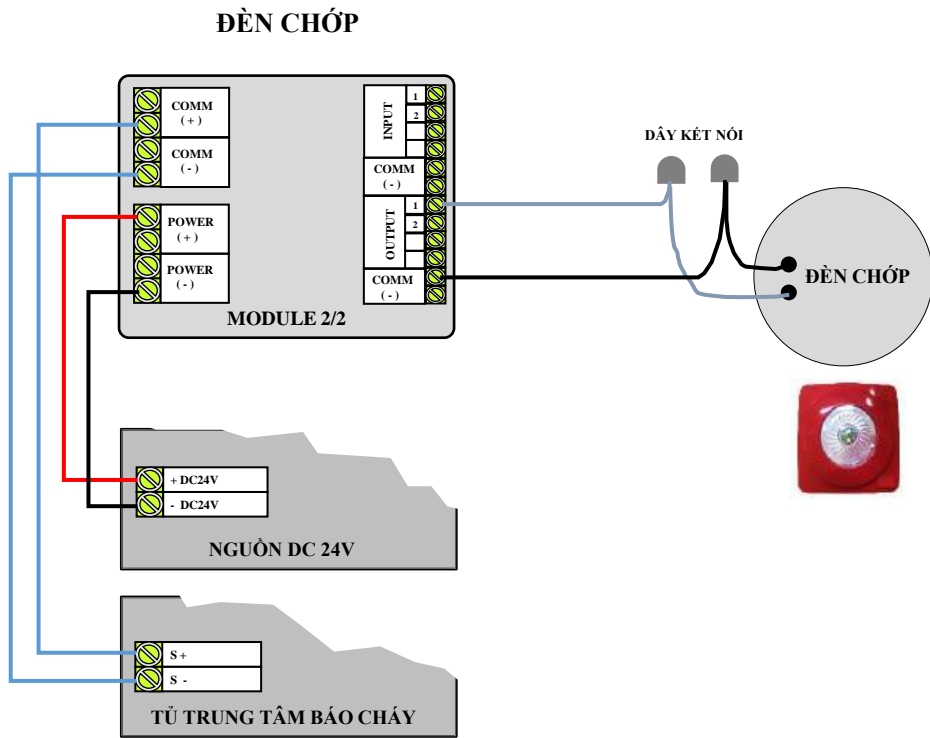 ĐÈN CHỚP
COMM
( + )
COMM
( - )
POWER
( + )
POWER
( - )
INPUT
1
2
COMM
( - )
OUTPUT
1
2
COMM
( - )
MODULE 2/2
DÂY KẾT NỐI
ĐÈN CHỚP
+ DC24V
- DC24V
NGUỒN DC 24V
S +
S -
TỦ TRUNG TÂM BÁO CHÁY